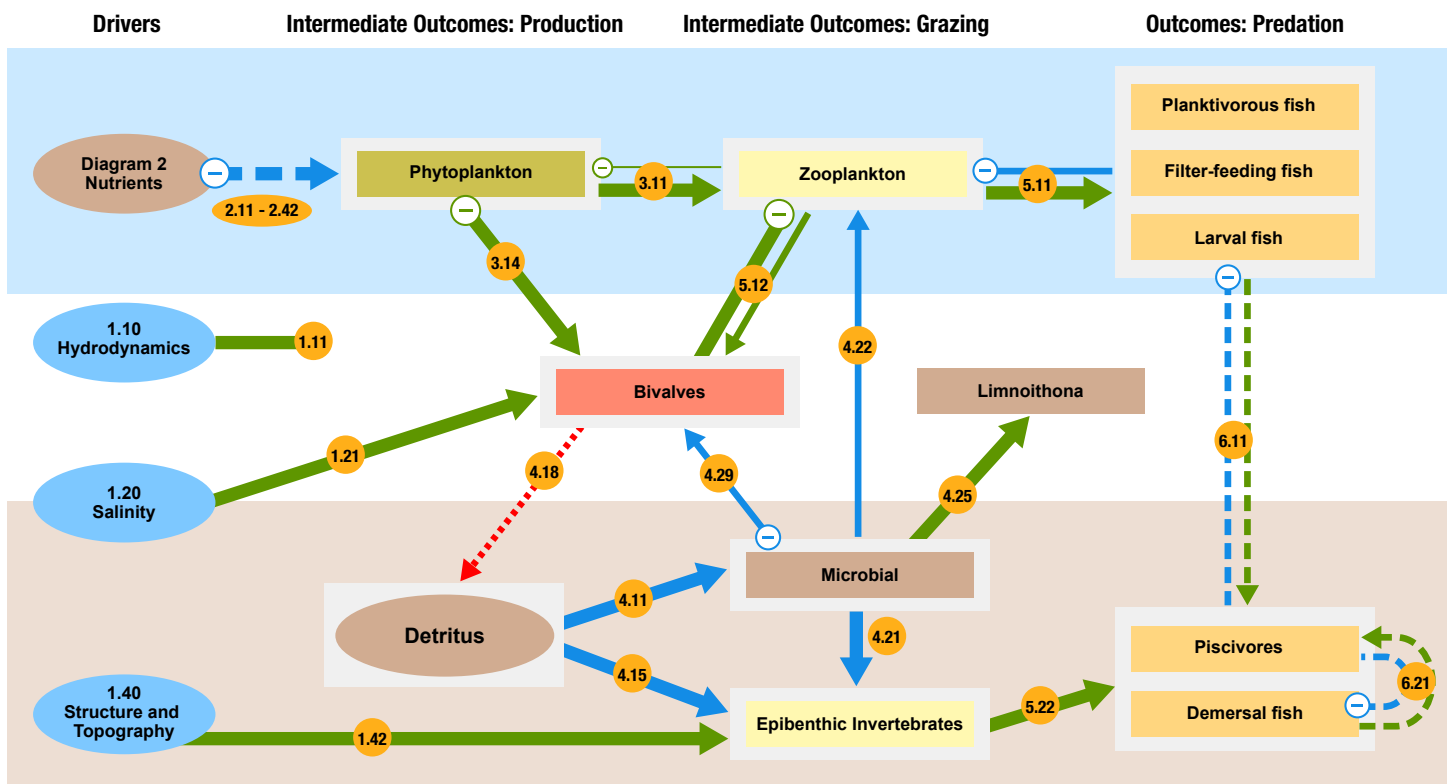 Drivers
Intermediate Outcomes: Production
Intermediate Outcomes: Grazing
Outcomes: Predation
Diagram 2
Nutrients
2.11 - 2.42
Phytoplankton
3.11
Zooplankton
5.11
Planktivorous fish
Filter-feeding fish
Larval fish
3.14
5.12
1.10
Hydrodynamics
1.11
4.22
Bivalves
Limnoithona
6.11
1.21
4.18
4.29
4.25
1.20
Salinity
Microbial
4.11
Detritus
4.21
4.15
Piscivores
6.21
Demersal fish
1.40
Structure and
Topography
1.42
Epibenthic Invertebrates
5.22